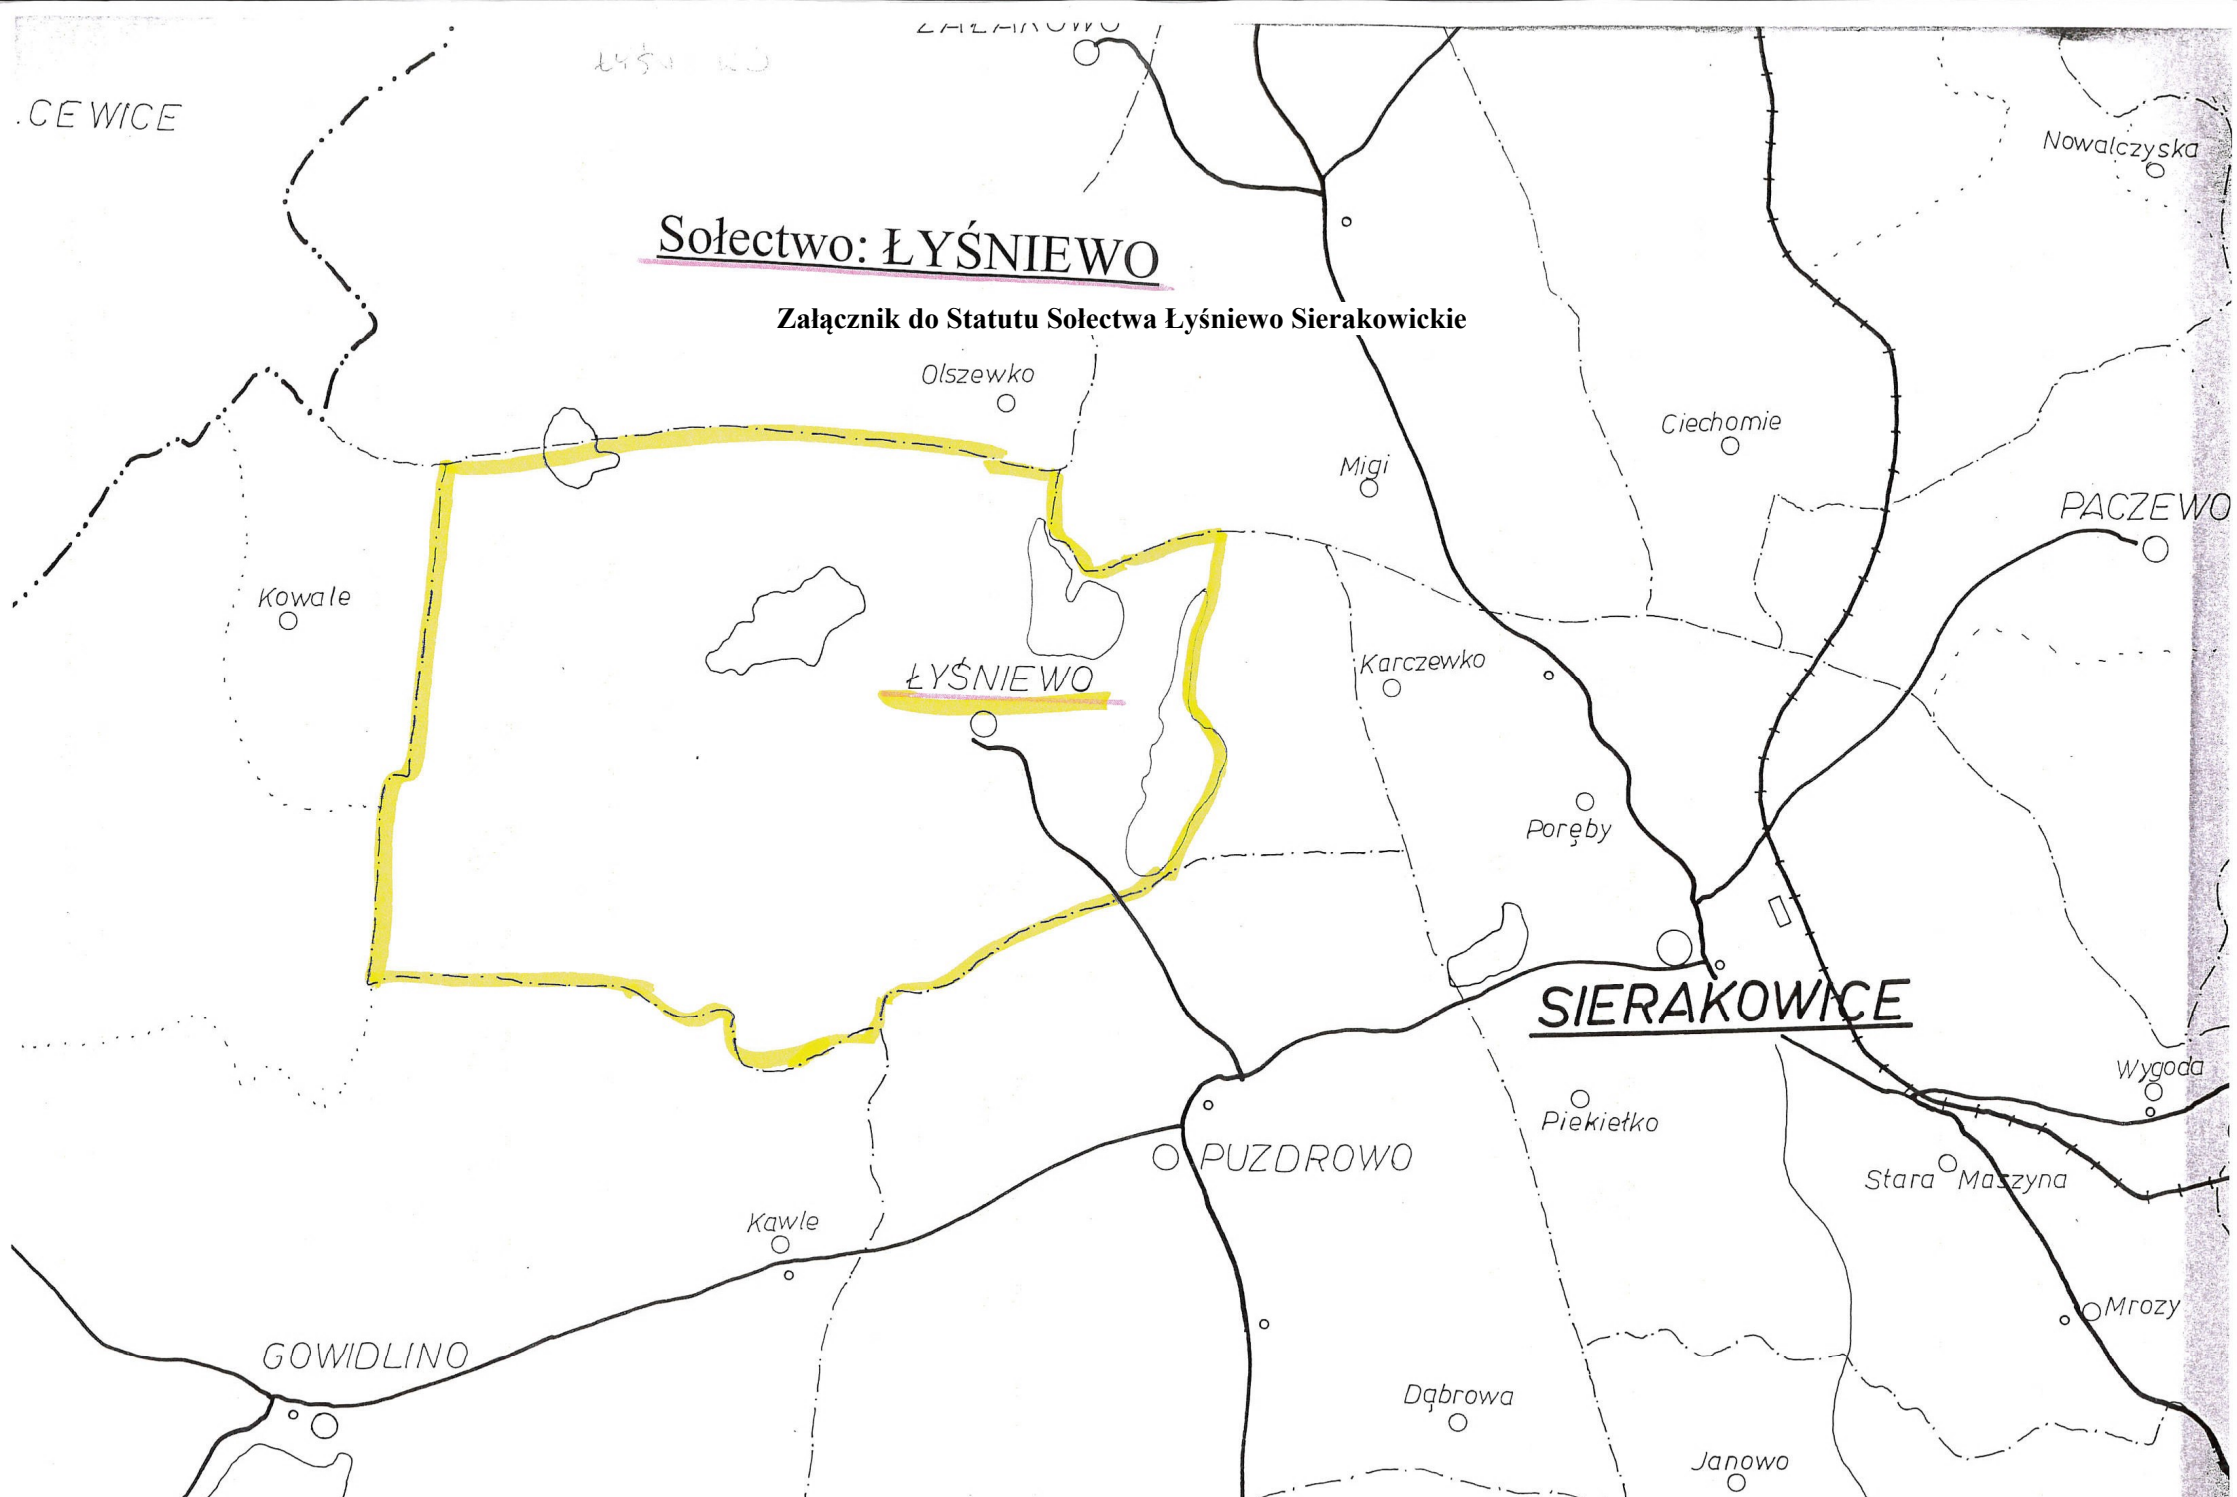 ZAŁAKOWO
.CEWICE
Nowalczyska
Sołectwo: ŁYŚNIEWO
Załącznik do Statutu Sołectwa Łyśniewo Sierakowickie
Olszewko
Ciechomie
Migi
PACZEWO
Kowale
Karczewko
ŁYŚNIEWO
Poręby
SIERAKOWICE
Wygoda
Piekiełko
PUZDROWO
Stara Maszyna
Kawle
Mrozy
GOWIDLINO
Dąbrowa
Janowo